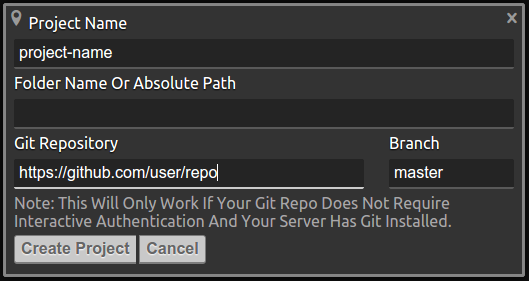 Project Name
project-name
Folder Name Or Absolute Path
Git Repository Branch
https://github.com/user/repo master
Note: This Will Only Work If Your Git Repo Does Not Require
Interactive Authentication And Your Server Has Git Installed.
Create Project Cancel